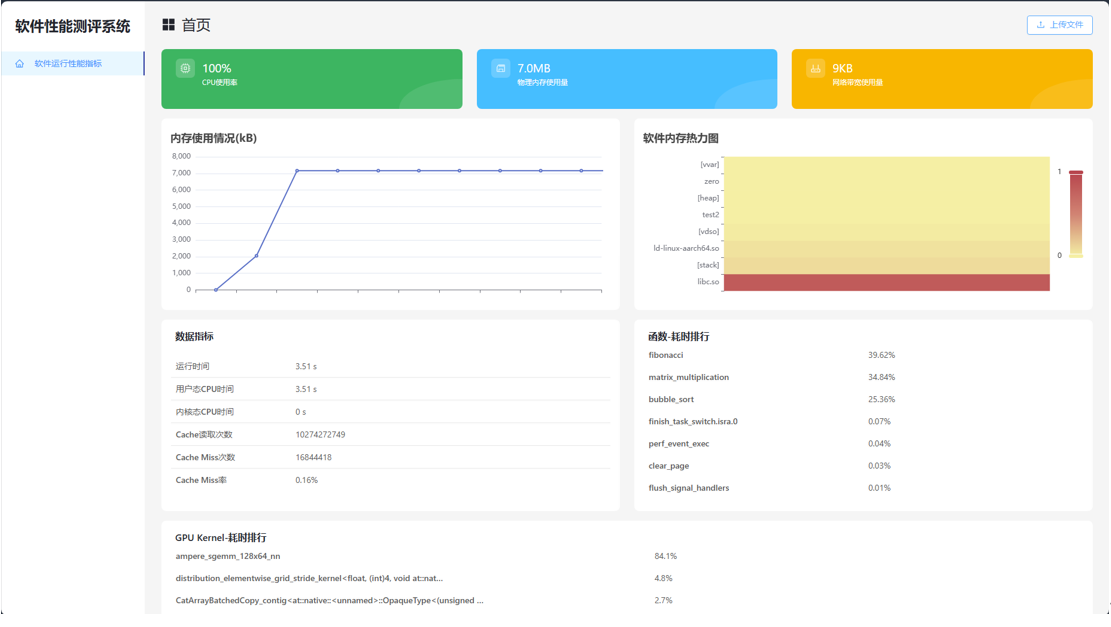 软件性能测评系统
首页
上传文件
软件运行性能指标
100%
CPU使用率
7.0MB
物理内存使用量
9KB
网络带宽使用量
内存使用情况(kB)
8,000
7,000
6,000
5,000
4,000
3,000
2,000
1,000
0
软件内存热力图
[vvar]
zero
[heap]
test2
[vdso]
ld-linux-aarch64.so
[stack]
libc.so
1
0
数据指标
运行时间 3.51 s
用户态CPU时间 3.51 s
内核态CPU时间 0 s
Cache读取次数 10274272749
Cache Miss次数 16844418
Cache Miss率 0.16%
函数-耗时排行
fibonacci 39.62%
matrix_multiplication 34.84%
bubble_sort 25.36%
finish_task_switch.isra.0 0.07%
perf_event_exec 0.04%
clear_page 0.03%
flush_signal_handlers 0.01%
GPU Kernel-耗时排行
ampere_sgemm_128x64_nn 84.1%
distribution_elementwise_grid_stride_kernel<float, (int)4, void at::nat... 4.8%
CatArrayBatchedCopy_contig<at::native::<unnamed>::OpaqueType<(unsigned ... 2.7%